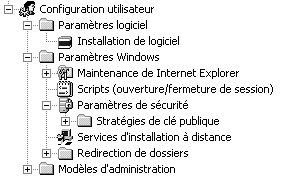 Configuration utilisateur
Paramètres logiciel
Installation de logiciel
Paramètres Windows
Maintenance de Internet Explorer
Scripts (ouverture/fermeture de session)
Paramètres de sécurité
Stratégies de clé publique
Services d'installation à distance
Redirection de dossiers
Modèles d'administration